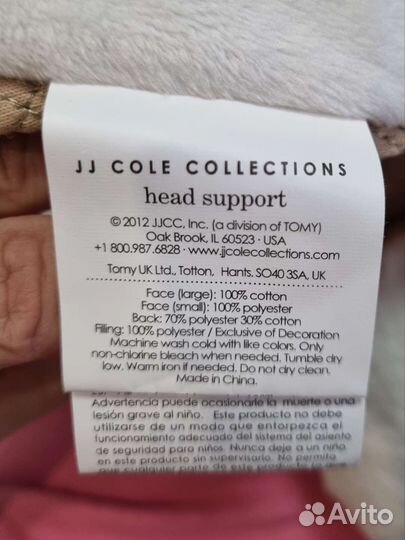 JJ COLE COLLECTIONS
head support
© 2012 JJCC, Inc. (a division of TOMY)
Oak Brook, IL 60523 · USA
+1 800.987.6828 · www.jjcolecollections.com
Tomy UK Ltd., Totton, Hants. SO40 3SA, UK
Face (large): 100% cotton
Face (small): 100% polyester
Back: 70% polyester 30% cotton
Filling: 100% polyester / Exclusive of Decoration
Machine wash cold with like colors. Only
non-chlorine bleach when needed. Tumble dry
low. Warm iron if needed. Do not dry clean.
Made in China.
Advertencia puede ocasionarle la muerte o una
lesión grave al niño. Este producto no debe
utilizarse de un modo que entorpezca el
funcionamiento adecuado del sistema del asiento
de seguridad para niños. Nunca deje a un niño
en este producto sin supervisarlo. No permita
Avito